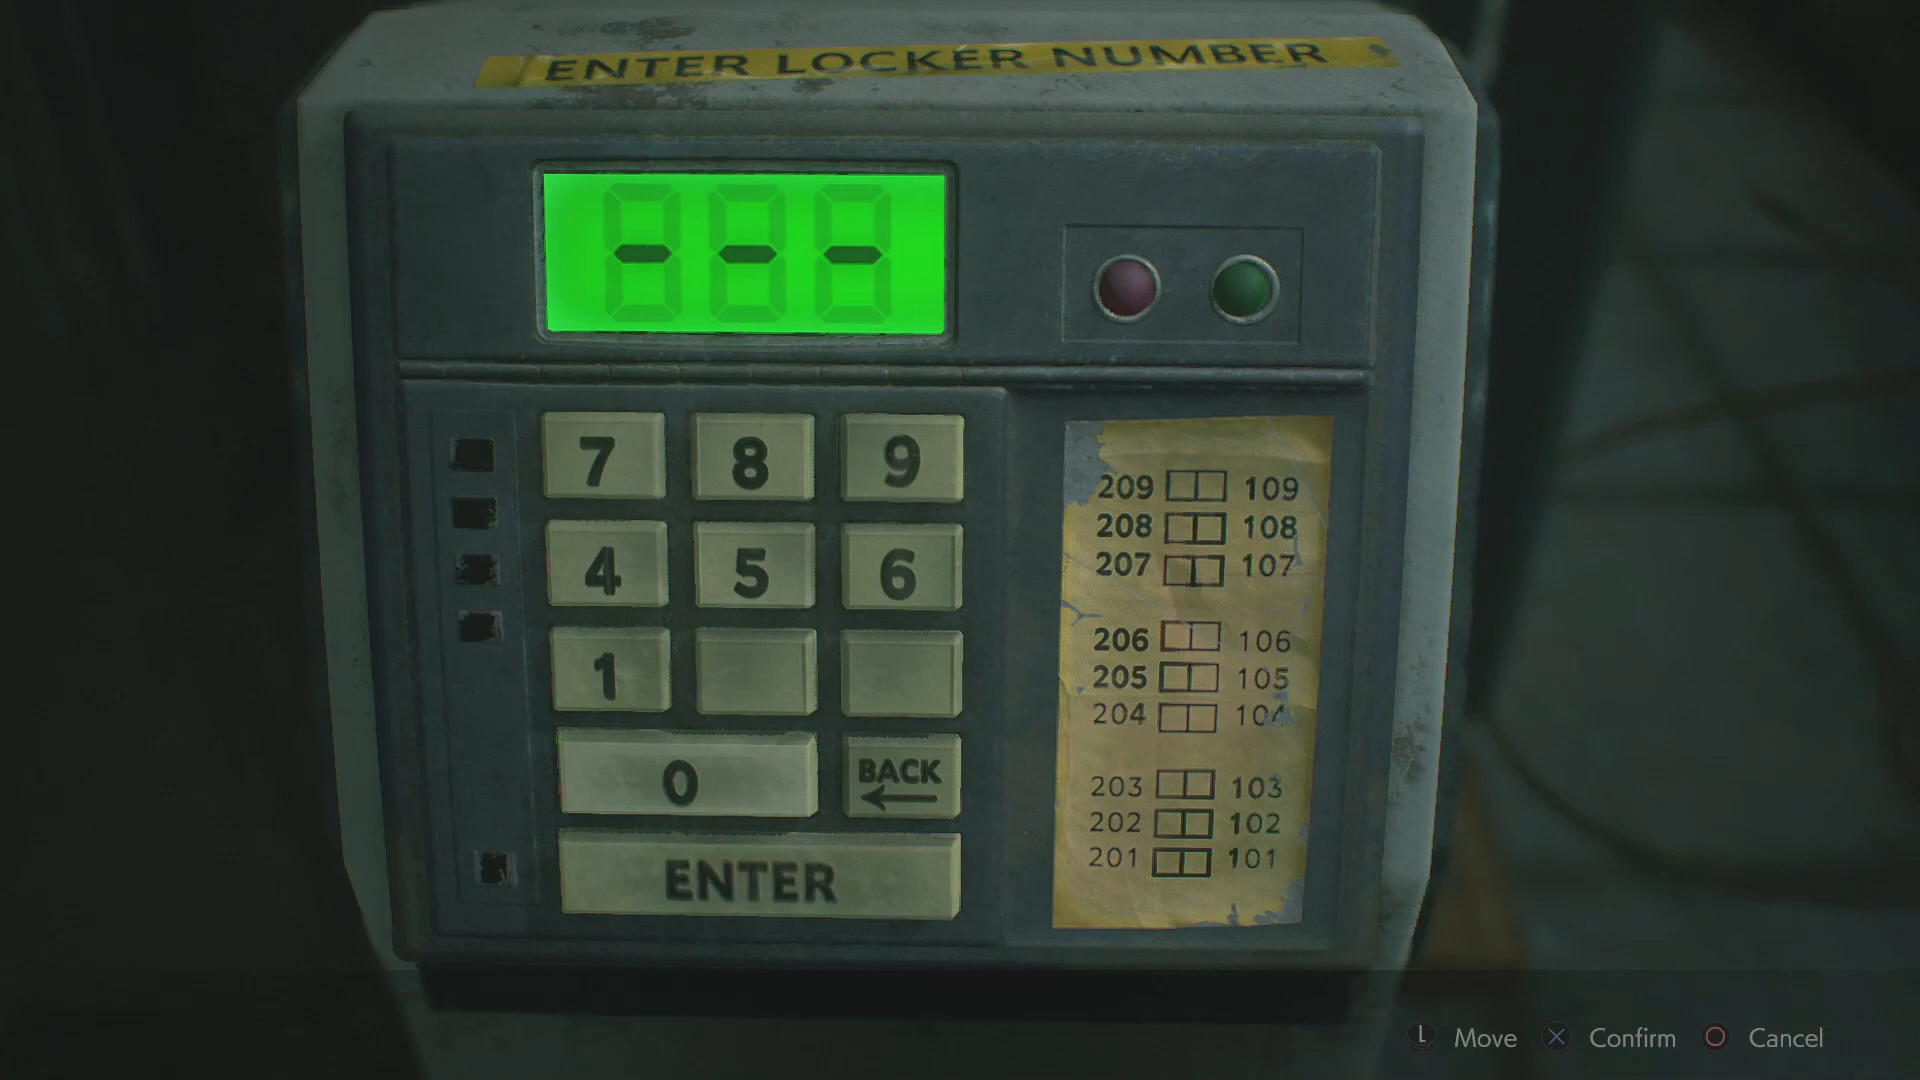 ENTER LOCKER NUMBER
7 8 9
4 5 6
1
0 BACK
ENTER
209 109
208 108
207 107
206 106
205 105
204 104
203 103
202 102
201 101
L Move Confirm Cancel